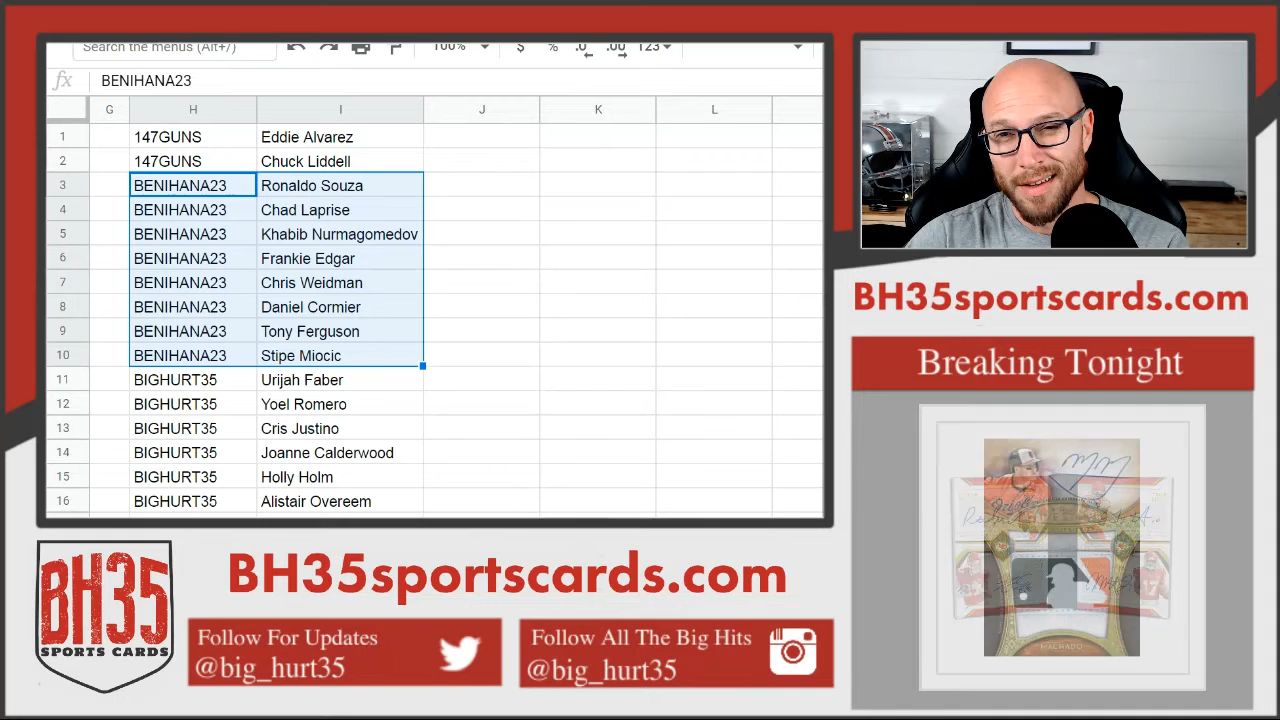 Search the menus (Alt+/)
100%
$ % .0 .00 123
fx BENIHANA23
G H I J K L
1 147GUNS Eddie Alvarez
2 147GUNS Chuck Liddell
3 BENIHANA23 Ronaldo Souza
4 BENIHANA23 Chad Laprise
5 BENIHANA23 Khabib Nurmagomedov
6 BENIHANA23 Frankie Edgar
7 BENIHANA23 Chris Weidman
8 BENIHANA23 Daniel Cormier
9 BENIHANA23 Tony Ferguson
10 BENIHANA23 Stipe Miocic
11 BIGHURT35 Urijah Faber
12 BIGHURT35 Yoel Romero
13 BIGHURT35 Cris Justino
14 BIGHURT35 Joanne Calderwood
15 BIGHURT35 Holly Holm
16 BIGHURT35 Alistair Overeem
BH35sportscards.com
Breaking Tonight
MACHADO
BH35
SPORTS CARDS
BH35sportscards.com
Follow For Updates
@big_hurt35
Follow All The Big Hits
@big_hurt35